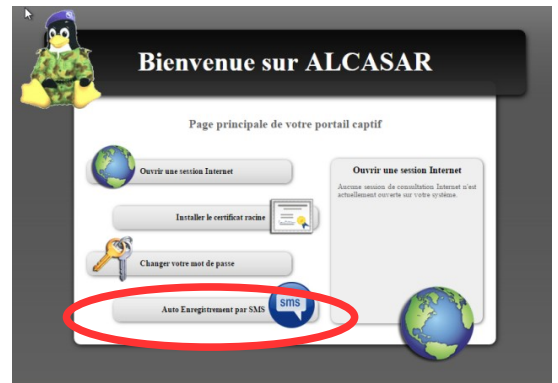 Bienvenue sur ALCASAR
Page principale de votre portail captif
Ouvrir une session Internet
Installer le certificat racine
Changer votre mot de passe
Auto Enregistrement par SMS
sms
Ouvrir une session Internet
Aucune session de consultation Internet n'est
actuellement ouverte sur votre système.